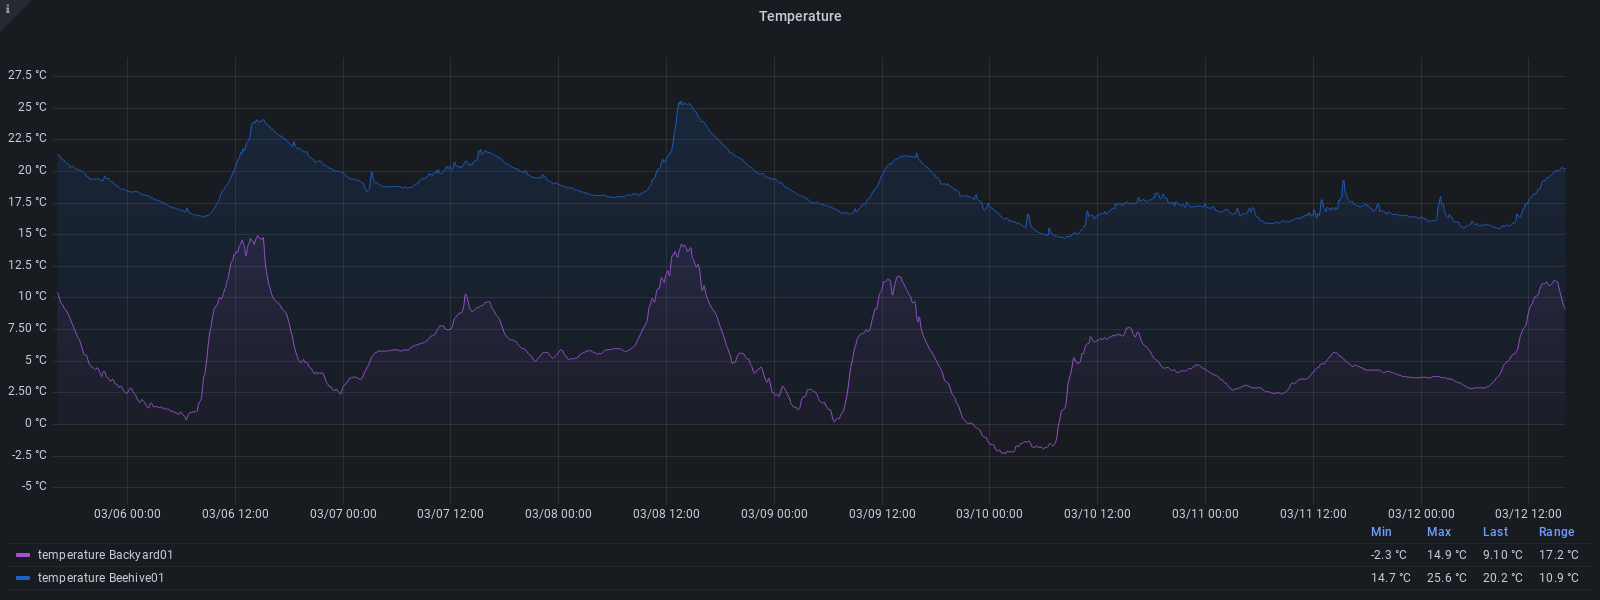 i
Temperature
27.5 °C
25 °C
22.5 °C
20 °C
17.5 °C
15 °C
12.5 °C
10 °C
7.50 °C
5 °C
2.50 °C
0 °C
-2.5 °C
-5 °C
03/06 00:00 03/06 12:00 03/07 00:00 03/07 12:00 03/08 00:00 03/08 12:00 03/09 00:00 03/09 12:00 03/10 00:00 03/10 12:00 03/11 00:00 03/11 12:00 03/12 00:00 03/12 12:00
Min Max Last Range
temperature Backyard01 -2.3 °C 14.9 °C 9.10 °C 17.2 °C
temperature Beehive01 14.7 °C 25.6 °C 20.2 °C 10.9 °C